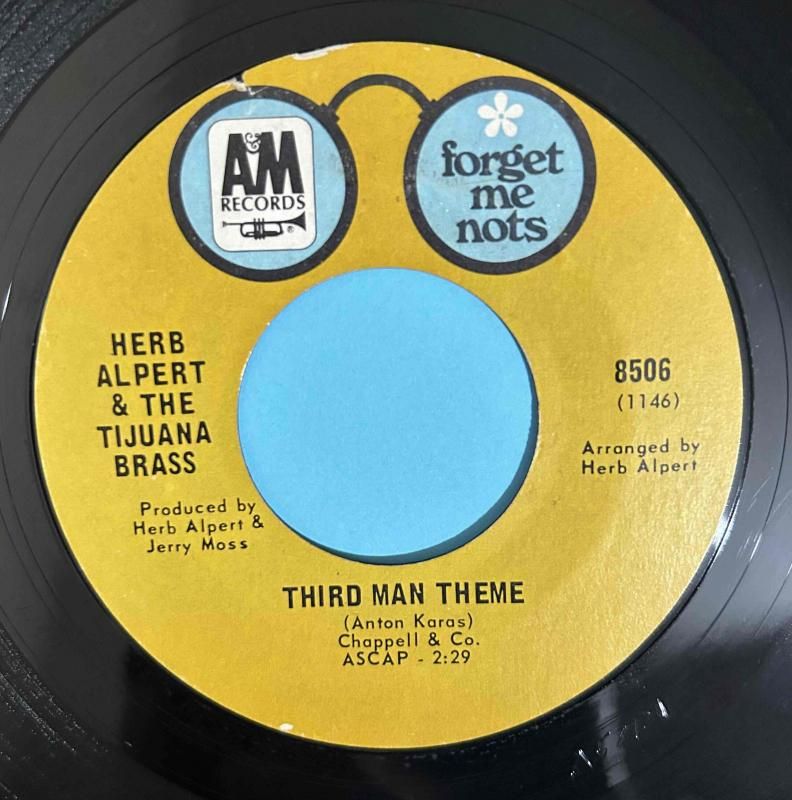 A&M
RECORDS
®
forget
me
nots
HERB
ALPERT
& THE
TIJUANA
BRASS
Produced by
Herb Alpert &
Jerry Moss
8506
(1146)
Arranged by
Herb Alpert
THIRD MAN THEME
(Anton Karas)
Chappell & Co.
ASCAP - 2:29